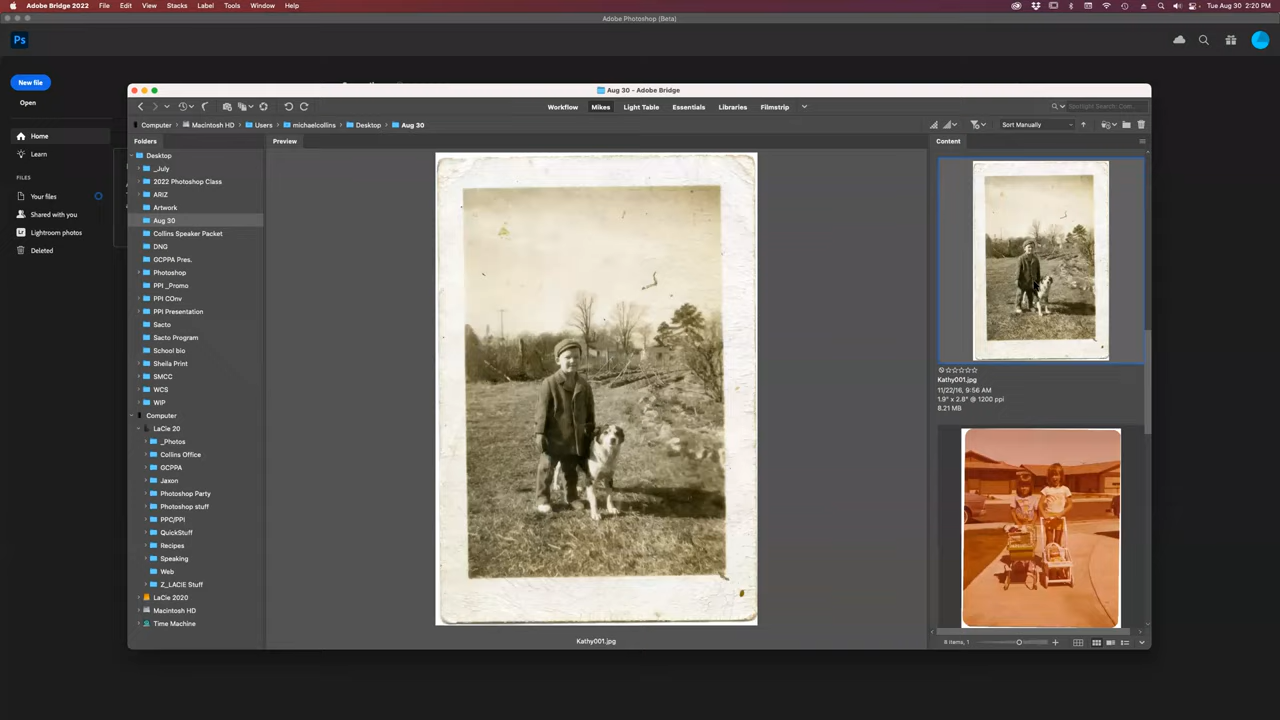 Adobe Bridge 2022 File Edit View Stacks Label Tools Window Help Tue Aug 30 2:20 PM
Adobe Photoshop (Beta)
Ps
New file
Open
Home
Learn
FILES
Your files
Shared with you
Lightroom photos
Deleted
Aug 30 - Adobe Bridge
Workflow Mikes Light Table Essentials Libraries Filmstrip
Spotlight Search: Com...
Computer Macintosh HD Users michaelcollins Desktop Aug 30
Sort Manually
Folders
Desktop
_July
2022 Photoshop Class
ARIZ
Artwork
Aug 30
Collins Speaker Packet
DNG
GCPPA Pres.
Photoshop
PPI _Promo
PPI COnv
PPI Presentation
Sacto
Sacto Program
School bio
Sheila Print
SMCC
WCS
WIP
Computer
LaCie 20
_Photos
Collins Office
GCPPA
Jaxon
Photoshop Party
Photoshop stuff
PPC/PPI
QuickStuff
Recipes
Speaking
Web
Z_LACIE Stuff
LaCie 2020
Macintosh HD
Time Machine
Preview
Kathy001.jpg
Content
Kathy001.jpg
11/22/16, 9:56 AM
1.9" x 2.8" @ 1200 ppi
8.21 MB
8 items, 1